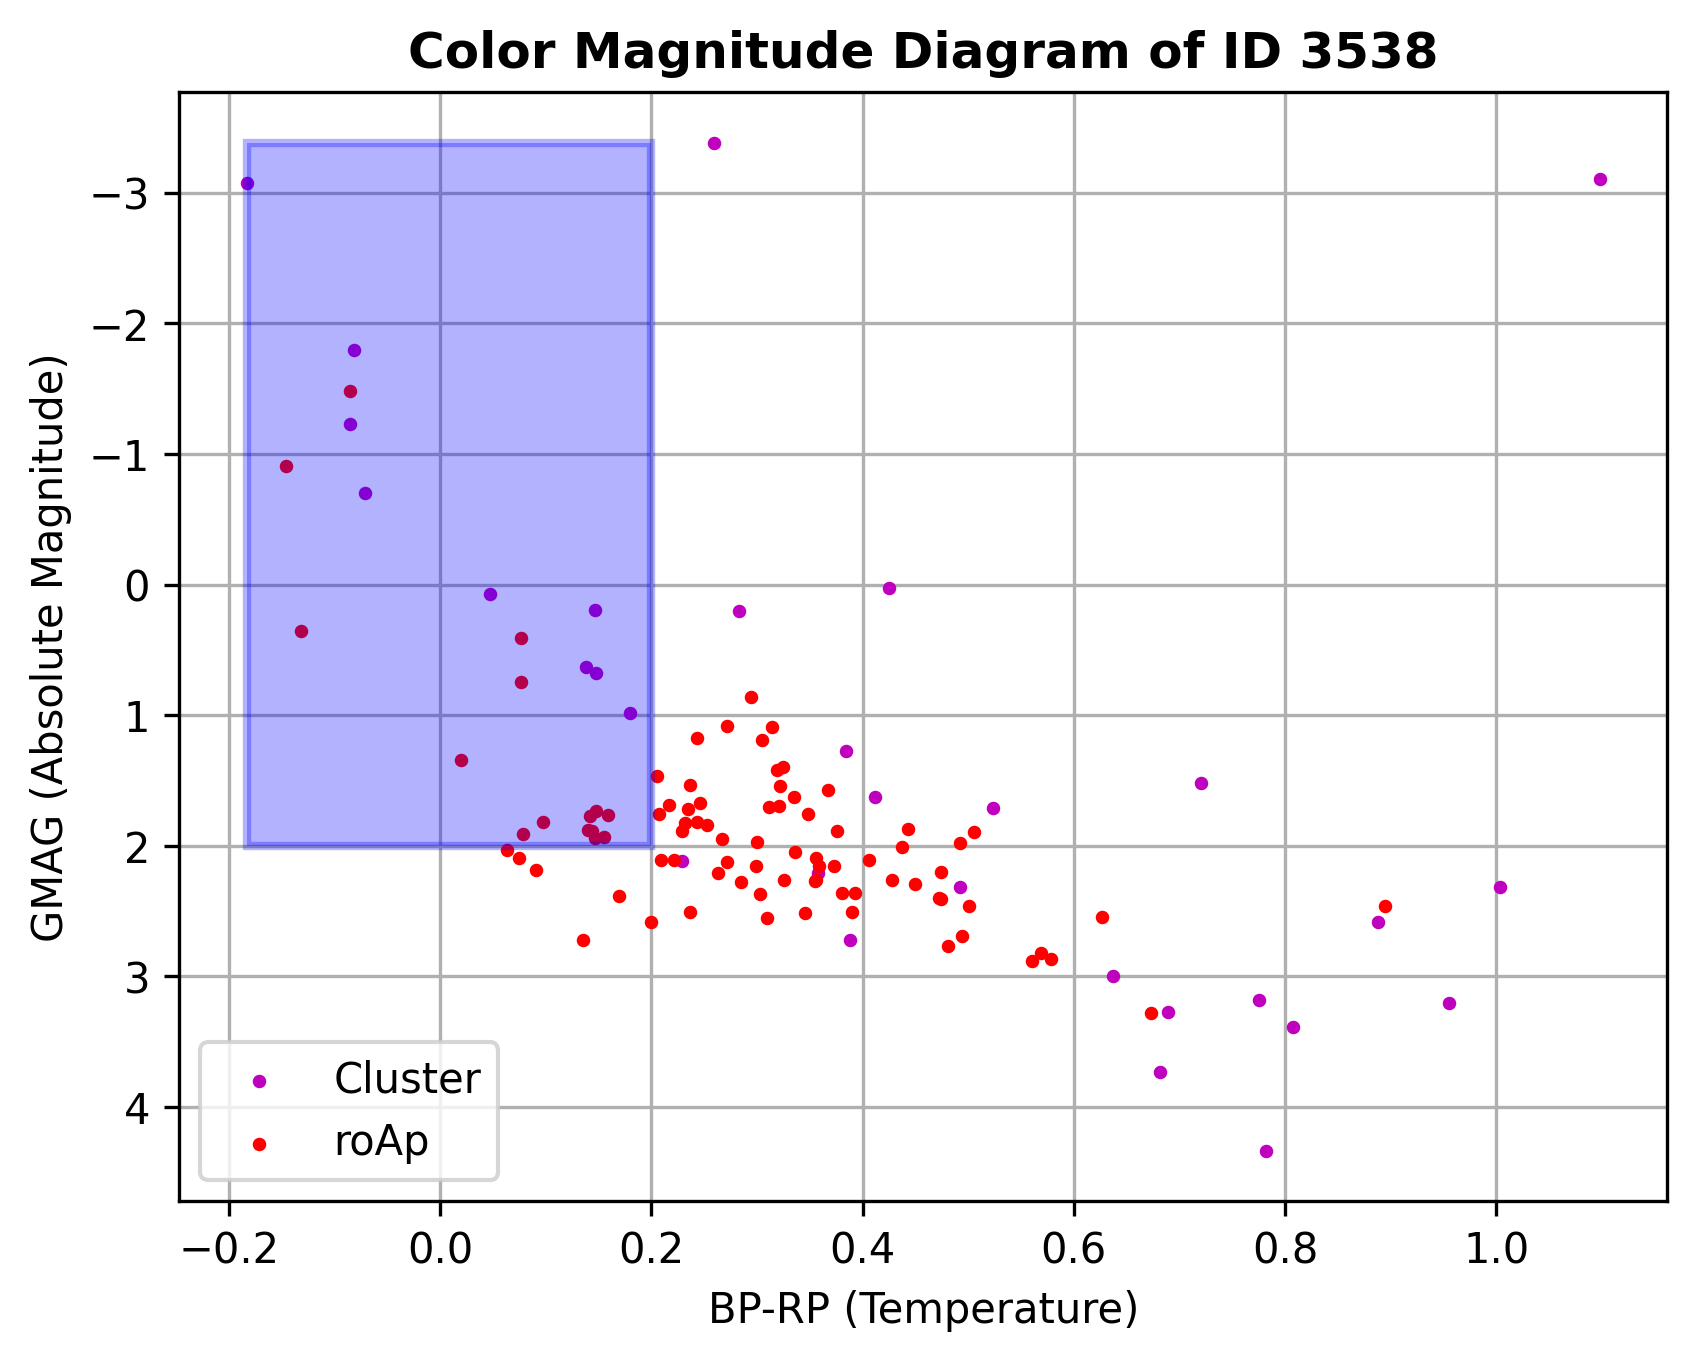 Color Magnitude Diagram of ID 3538
GMAG (Absolute Magnitude)
−3
−2
−1
0
1
2
3
4
Cluster
roAp
−0.2 0.0 0.2 0.4 0.6 0.8 1.0
BP-RP (Temperature)